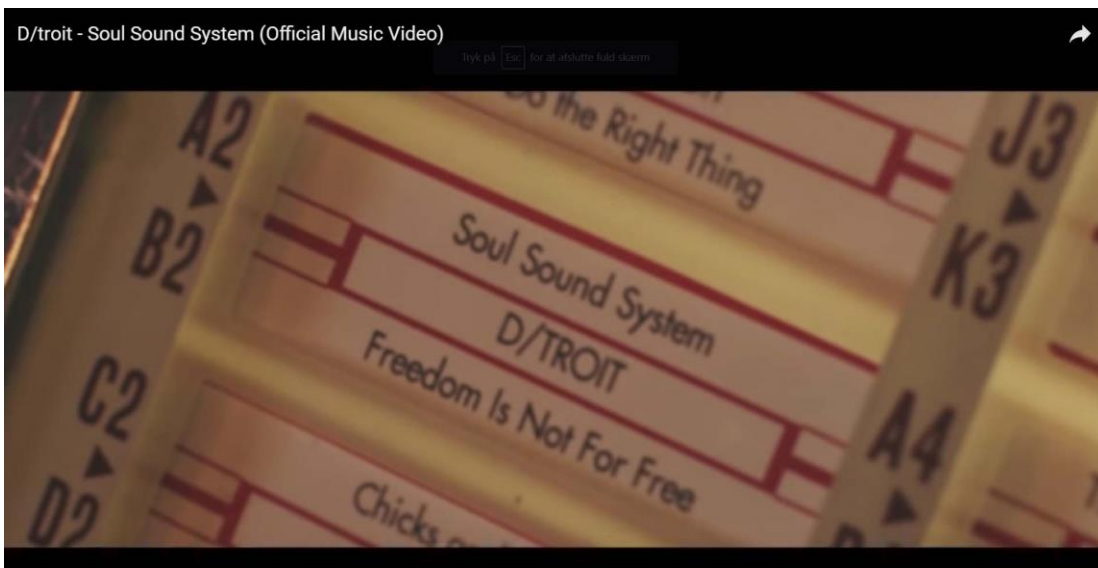 D/troit - Soul Sound System (Official Music Video)
Tryk på Esc for at afslutte fuld skærm
A2
B2
C2
D2
Do the Right Thing
Soul Sound System
D/TROIT
Freedom Is Not For Free
Chicks
J3
K3
A4